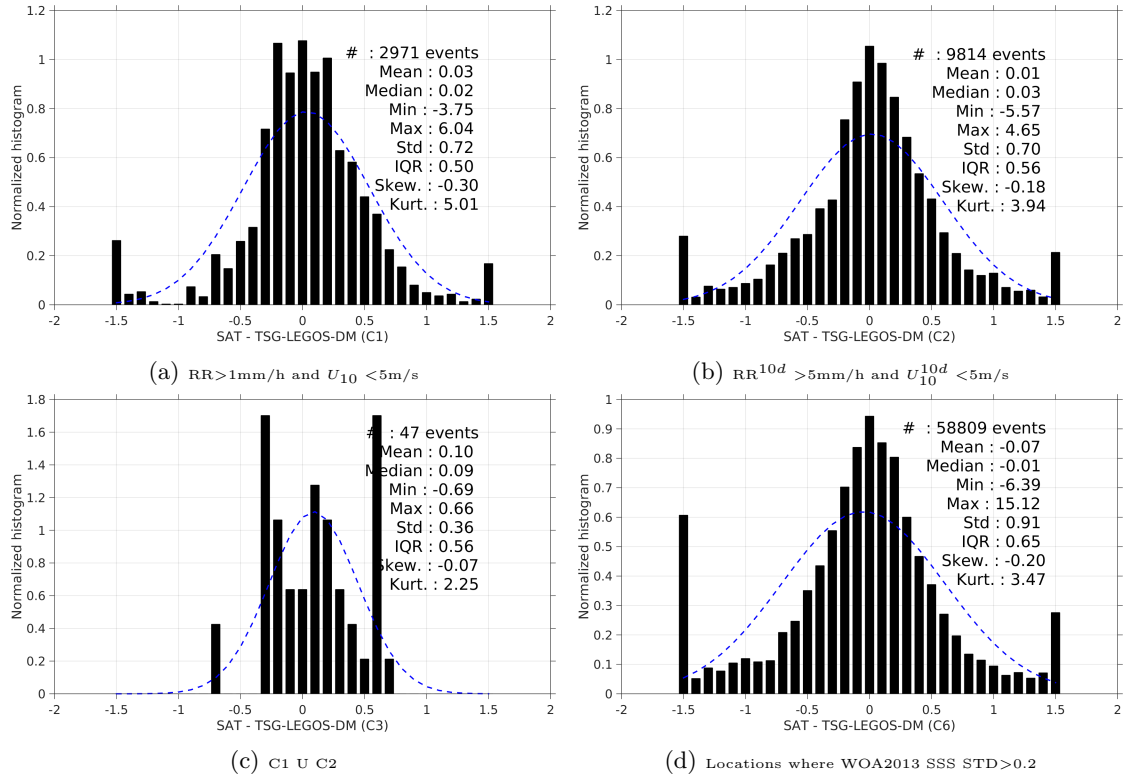 1.2
1
0.8
0.6
0.4
0.2
0
Normalized histogram
# : 2971 events
Mean : 0.03
Median : 0.02
Min : -3.75
Max : 6.04
Std : 0.72
IQR : 0.50
Skew. : -0.30
Kurt. : 5.01
-2 -1.5 -1 -0.5 0 0.5 1 1.5 2
SAT - TSG-LEGOS-DM (C1)
(a) RR>1mm/h and U10 <5m/s
1.2
1
0.8
0.6
0.4
0.2
0
Normalized histogram
# : 9814 events
Mean : 0.01
Median : 0.03
Min : -5.57
Max : 4.65
Std : 0.70
IQR : 0.56
Skew. : -0.18
Kurt. : 3.94
-2 -1.5 -1 -0.5 0 0.5 1 1.5 2
SAT - TSG-LEGOS-DM (C2)
(b) RR10d >5mm/h and U10d10 <5m/s
1.8
1.6
1.4
1.2
1
0.8
0.6
0.4
0.2
0
Normalized histogram
# : 47 events
Mean : 0.10
Median : 0.09
Min : -0.69
Max : 0.66
Std : 0.36
IQR : 0.56
Skew. : -0.07
Kurt. : 2.25
-2 -1.5 -1 -0.5 0 0.5 1 1.5 2
SAT - TSG-LEGOS-DM (C3)
(c) C1 U C2
1
0.9
0.8
0.7
0.6
0.5
0.4
0.3
0.2
0.1
0
Normalized histogram
# : 58809 events
Mean : -0.07
Median : -0.01
Min : -6.39
Max : 15.12
Std : 0.91
IQR : 0.65
Skew. : -0.20
Kurt. : 3.47
-2 -1.5 -1 -0.5 0 0.5 1 1.5 2
SAT - TSG-LEGOS-DM (C6)
(d) Locations where WOA2013 SSS STD>0.2